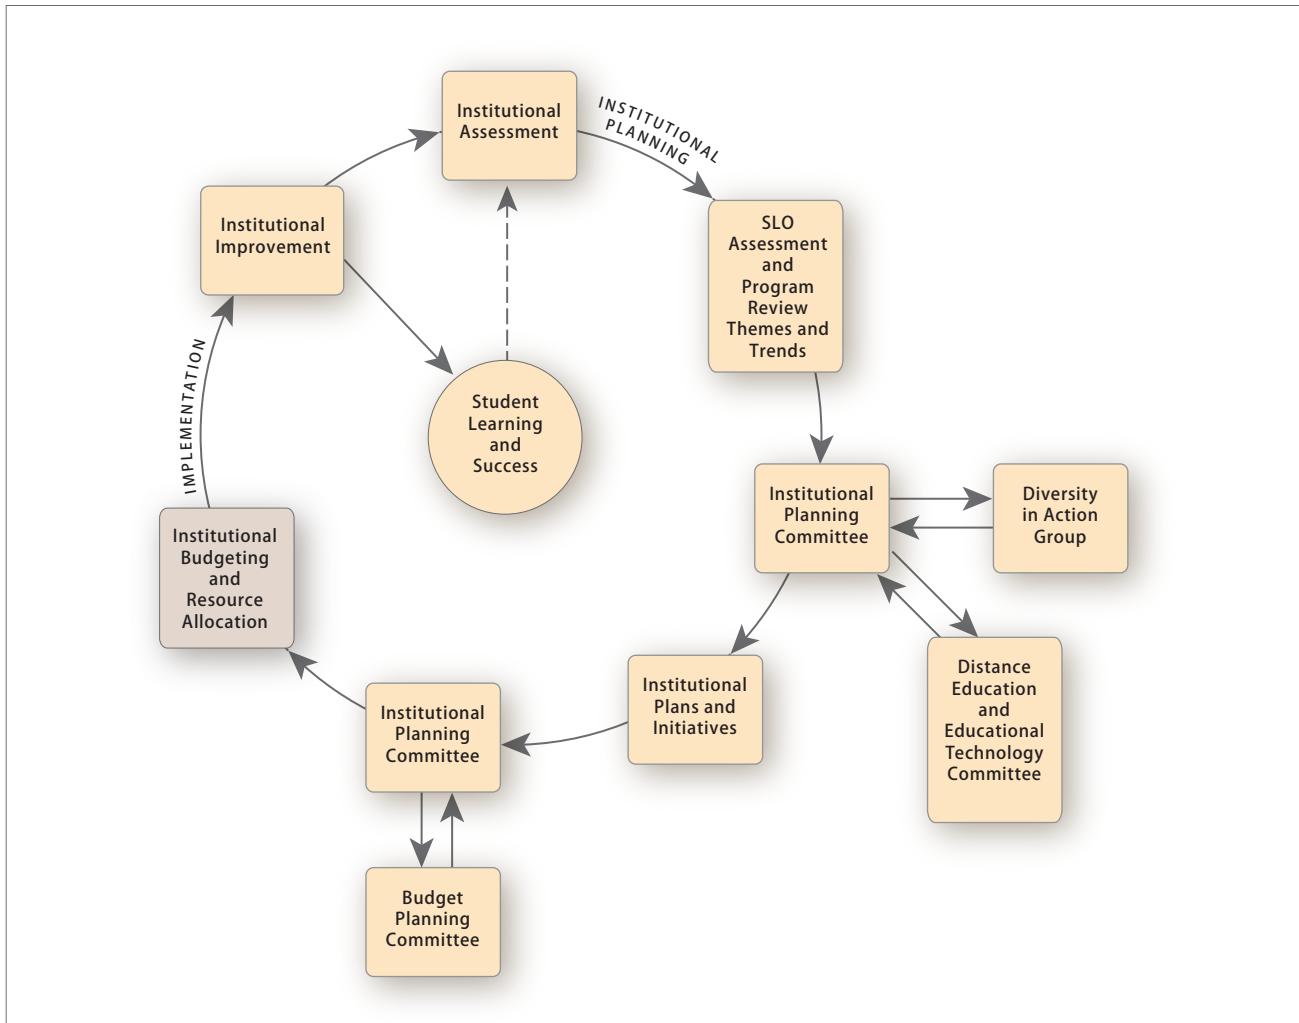 Institutional
Assessment
INSTITUTIONAL
PLANNING
Institutional
Improvement
SLO
Assessment
and
Program
Review
Themes and
Trends
IMPLEMENTATION
Student
Learning
and
Success
Institutional
Planning
Committee
Diversity
in Action
Group
Institutional
Budgeting
and
Resource
Allocation
Institutional
Plans and
Initiatives
Distance
Education
and
Educational
Technology
Committee
Institutional
Planning
Committee
Budget
Planning
Committee